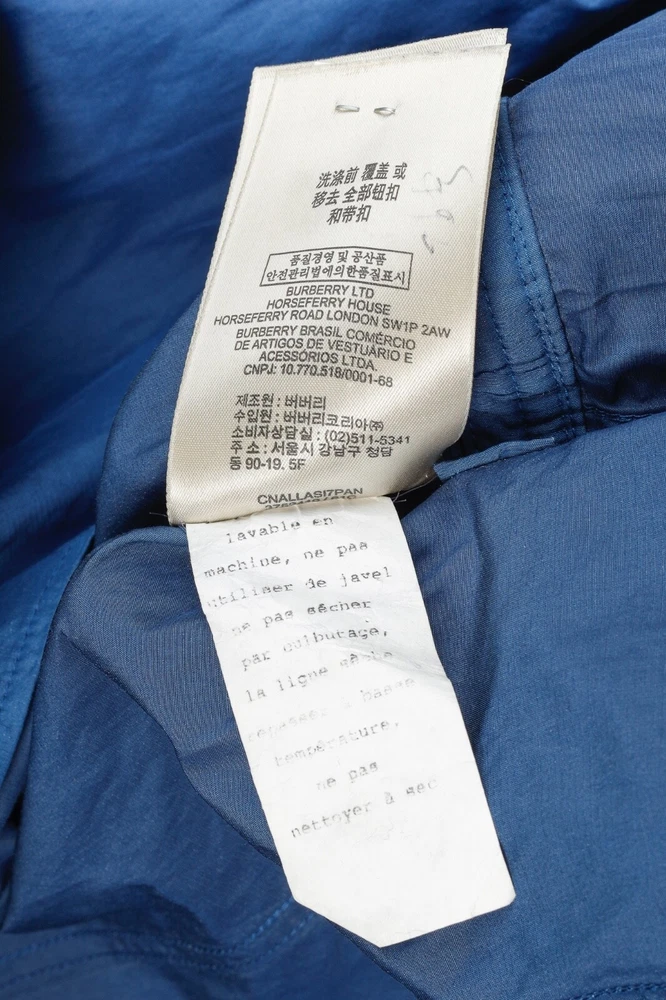 洗涤前 覆盖 或
移去 全部钮扣
和带扣
품질경영 및 공산품
안전관리법에의한품질표시
BURBERRY LTD
HORSEFERRY HOUSE
HORSEFERRY ROAD LONDON SW1P 2AW
BURBERRY BRASIL COMÉRCIO
DE ARTIGOS DE VESTUÁRIO E
ACESSÓRIOS LTDA.
CNPJ: 10.770.518/0001-68
제조원 : 버버리
수입원 : 버버리코리아㈜
소비자상담실 : (02)511-5341
주 소 : 서울시 강남구 청담
동 90-19. 5F
CNALLASI7PAN
lavable en
machine, ne pas
utiliser de javel
ne pas sécher
par culbutage,
la ligne sèche
repasser à basse
température,
ne pas
nettoyer à sec